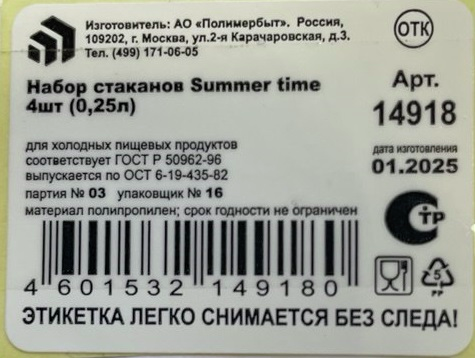 Изготовитель: АО «Полимербыт». Россия,
109202, г. Москва, ул.2-я Карачаровская, д.3.
Тел. (499) 171-06-05
ОТК
Набор стаканов Summer time
4шт (0,25л)
Арт.
14918
для холодных пищевых продуктов
соответствует ГОСТ Р 50962-96
выпускается по ОСТ 6-19-435-82
партия № 03 упаковщик № 16
материал полипропилен; срок годности не ограничен
дата изготовления
01.2025
СТР
5
PP
4 601532 149180
ЭТИКЕТКА ЛЕГКО СНИМАЕТСЯ БЕЗ СЛЕДА!